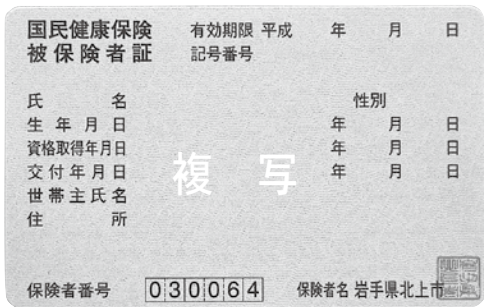 国民健康保険 有効期限 平成 年 月 日
被保険者証 記号番号
氏名 性別
生年月日 年 月 日
資格取得年月日 年 月 日
交付年月日 年 月 日
世帯主氏名
住所
複写
保険者番号 030064 保険者名 岩手県北上市